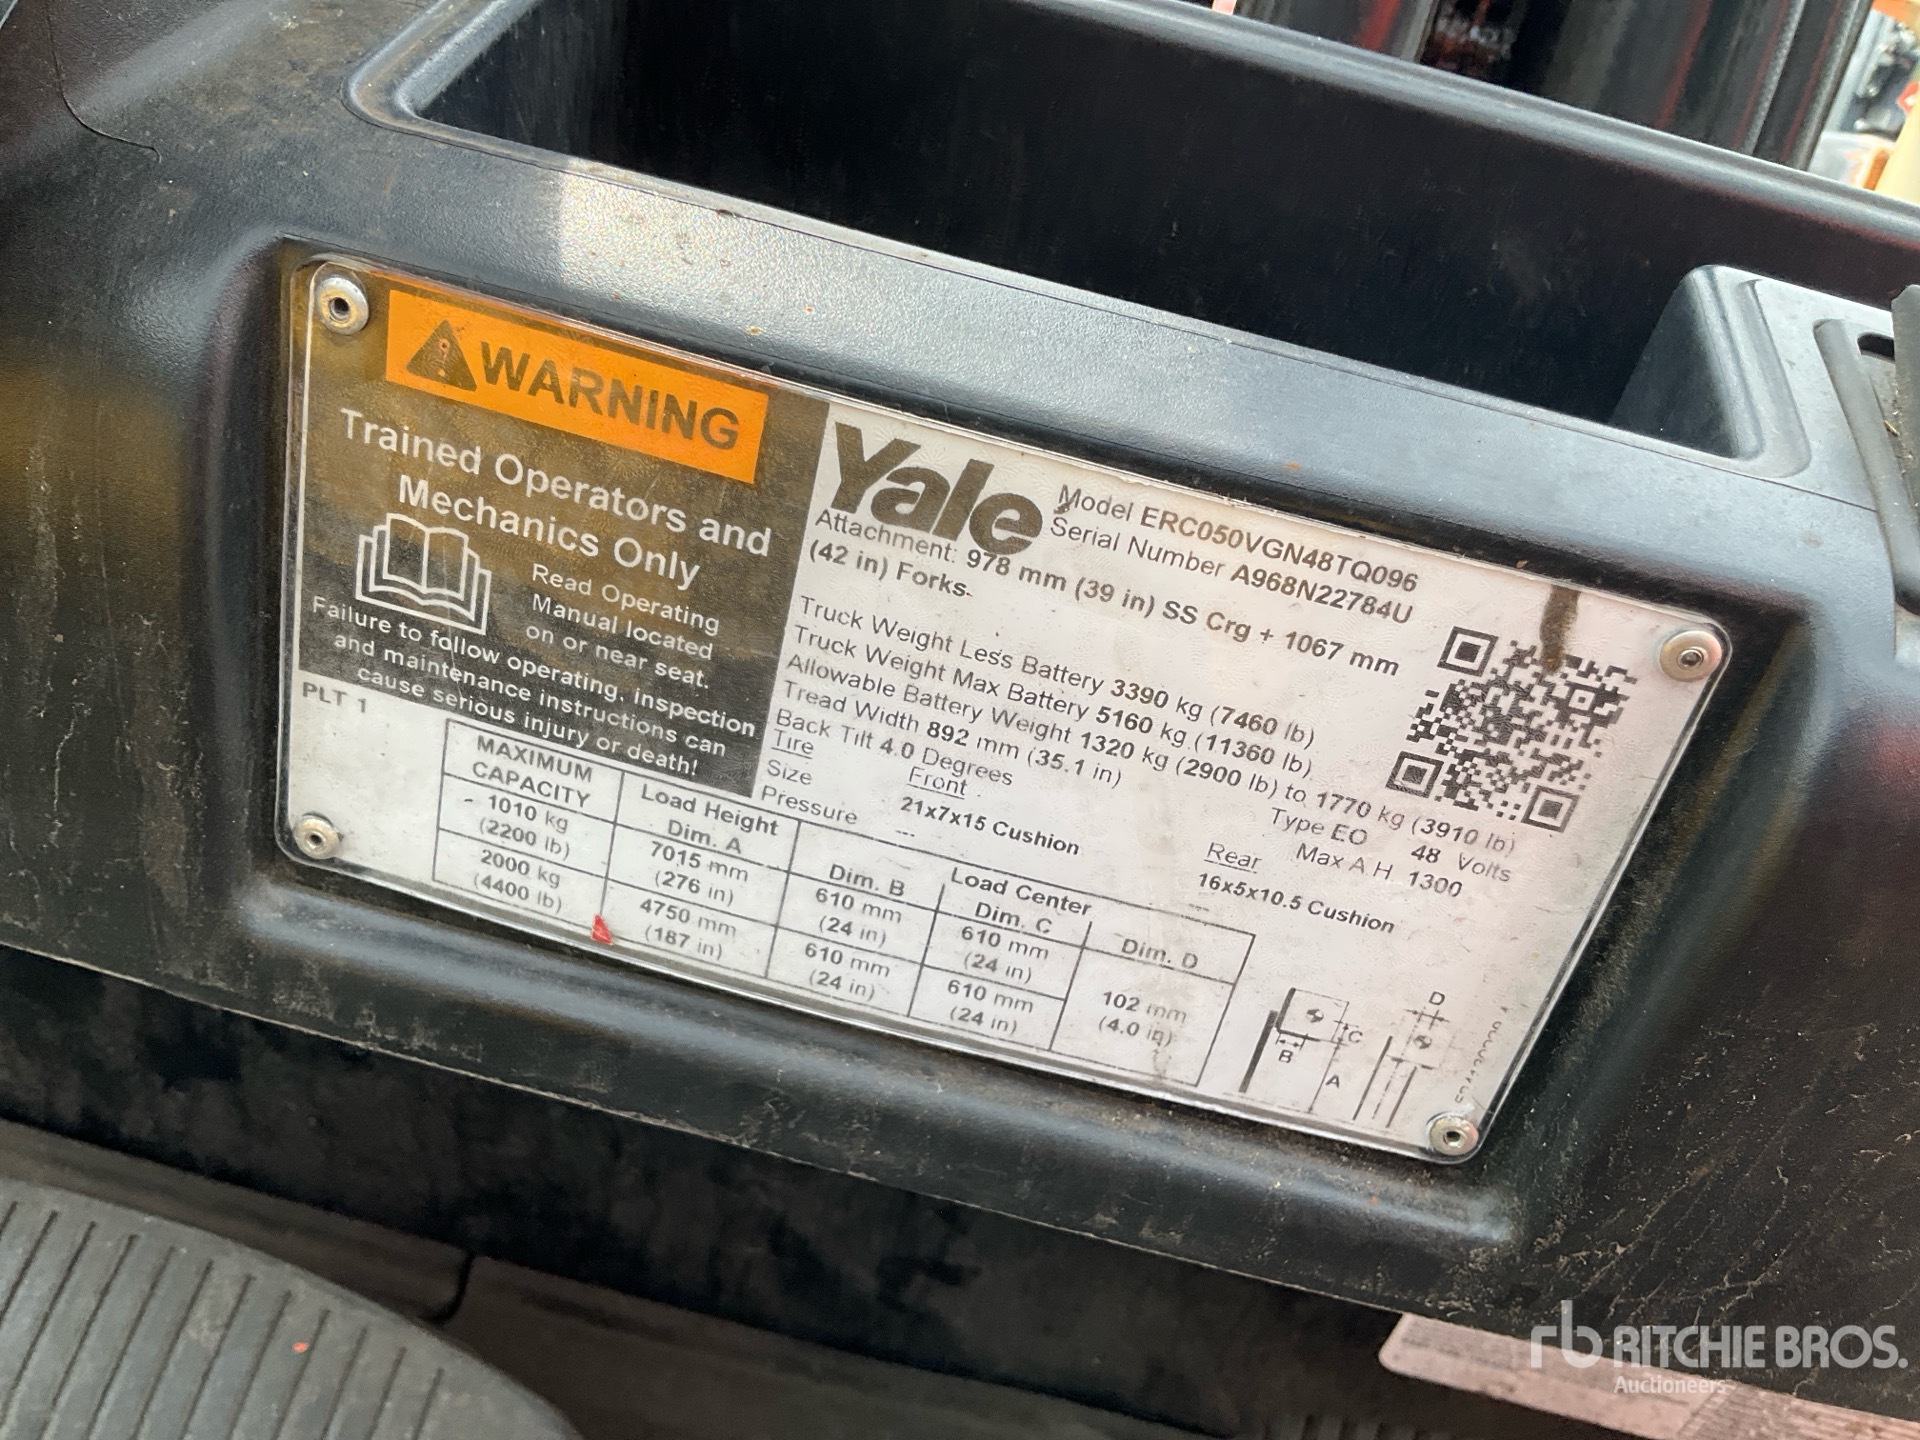 WARNING
Trained Operators and
Mechanics Only
Read Operating
Manual located
on or near seat.
Failure to follow operating, inspection
and maintenance instructions can
cause serious injury or death!
PLT 1
Yale
Model ERC050VGN48TQ096
Serial Number A968N22784U
Attachment: 978 mm (39 in) SS Crg + 1067 mm
(42 in) Forks.
Truck Weight Less Battery 3390 kg (7460 lb)
Truck Weight Max Battery 5160 kg (11360 lb)
Allowable Battery Weight 1320 kg (2900 lb) to 1770 kg (3910 lb)
Tread Width 892 mm (35.1 in) Type EO 48 Volts
Back Tilt 4.0 Degrees Max A.H. 1300
Tire Front Rear
Size 21x7x15 Cushion 16x5x10.5 Cushion
Pressure --- ---
MAXIMUM
CAPACITY
Load Height
Dim. A
Load Center
Dim. B Dim. C Dim. D
1010 kg 7015 mm 610 mm 610 mm
(2200 lb) (276 in) (24 in) (24 in)
2000 kg 4750 mm 610 mm 610 mm
(4400 lb) (187 in) (24 in) (24 in)
102 mm
(4.0 in)
B
C
A
D
rb RITCHIE BROS.
Auctioneers